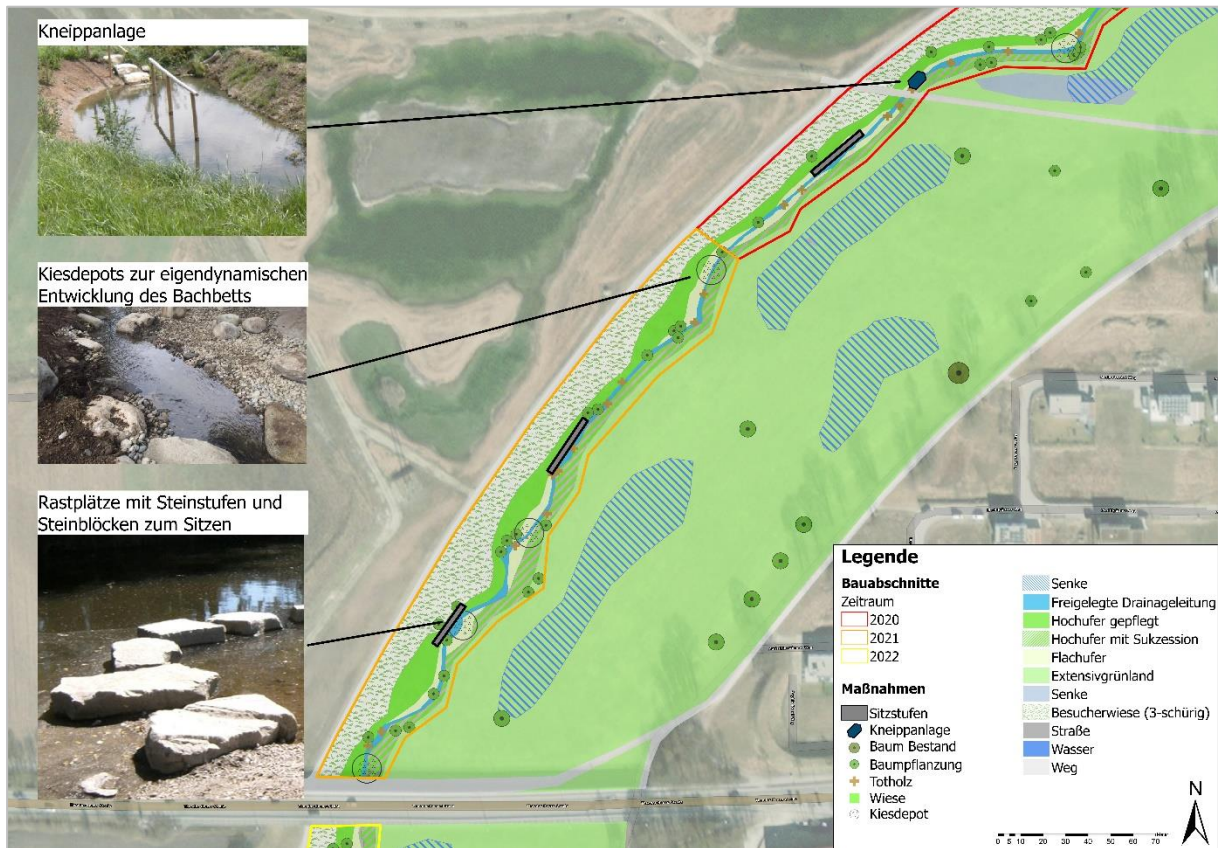 Kneippanlage
Kiesdepots zur eigendynamischen
Entwicklung des Bachbetts
Rastplätze mit Steinstufen und
Steinblöcken zum Sitzen
Legende
Bauabschnitte
Zeitraum
2020
2021
2022
Maßnahmen
Sitzstufen
Kneippanlage
Baum Bestand
Baumpflanzung
Totholz
Wiese
Kiesdepot
Senke
Freigelegte Drainageleitung
Hochufer gepflegt
Hochufer mit Sukzession
Flachufer
Extensivgrünland
Senke
Besucherwiese (3-schürig)
Straße
Wasser
Weg
N
0 5 10 20 30 40 50 60 70